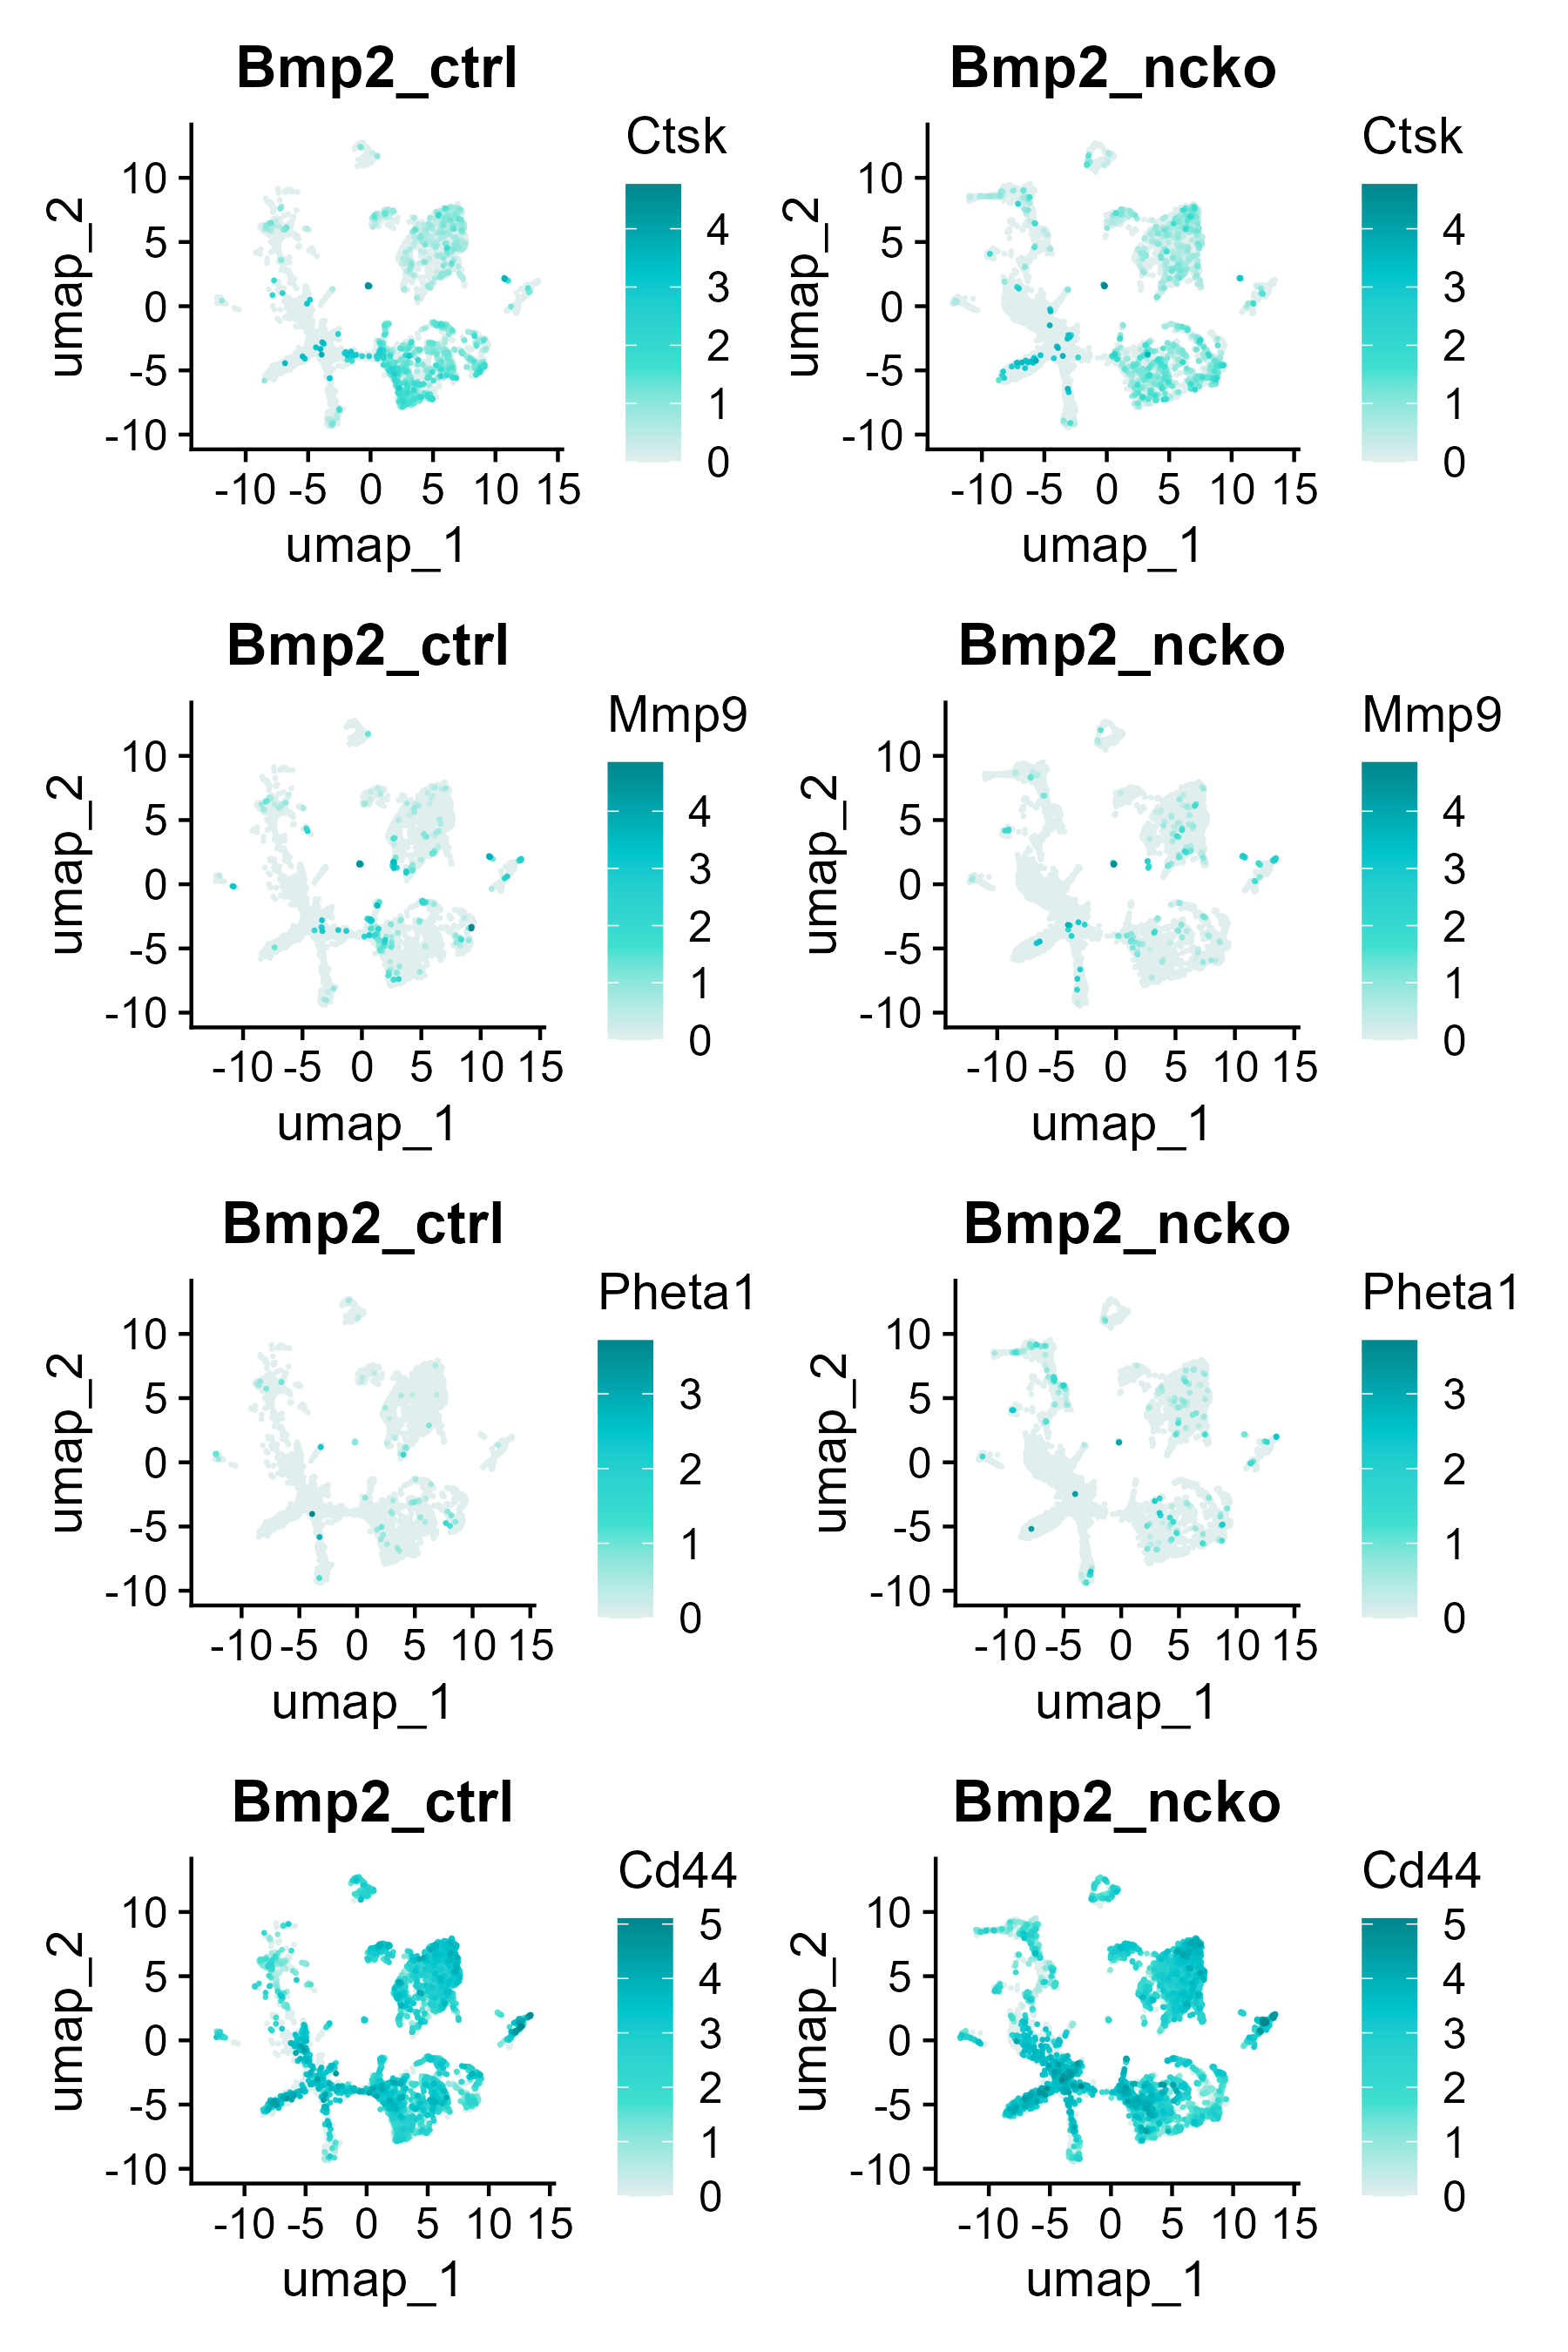 Bmp2_ctrl Bmp2_ncko
Ctsk Ctsk
umap_2 10 5 0 -5 -10 4 3 2 1 0 umap_2 10 5 0 -5 -10 4 3 2 1 0
-10 -5 0 5 10 15 -10 -5 0 5 10 15
umap_1 umap_1
Bmp2_ctrl Bmp2_ncko
Mmp9 Mmp9
umap_2 10 5 0 -5 -10 4 3 2 1 0 umap_2 10 5 0 -5 -10 4 3 2 1 0
-10 -5 0 5 10 15 -10 -5 0 5 10 15
umap_1 umap_1
Bmp2_ctrl Bmp2_ncko
Pheta1 Pheta1
umap_2 10 5 0 -5 -10 3 2 1 0 umap_2 10 5 0 -5 -10 3 2 1 0
-10 -5 0 5 10 15 -10 -5 0 5 10 15
umap_1 umap_1
Bmp2_ctrl Bmp2_ncko
Cd44 Cd44
umap_2 10 5 0 -5 -10 5 4 3 2 1 0 umap_2 10 5 0 -5 -10 5 4 3 2 1 0
-10 -5 0 5 10 15 -10 -5 0 5 10 15
umap_1 umap_1